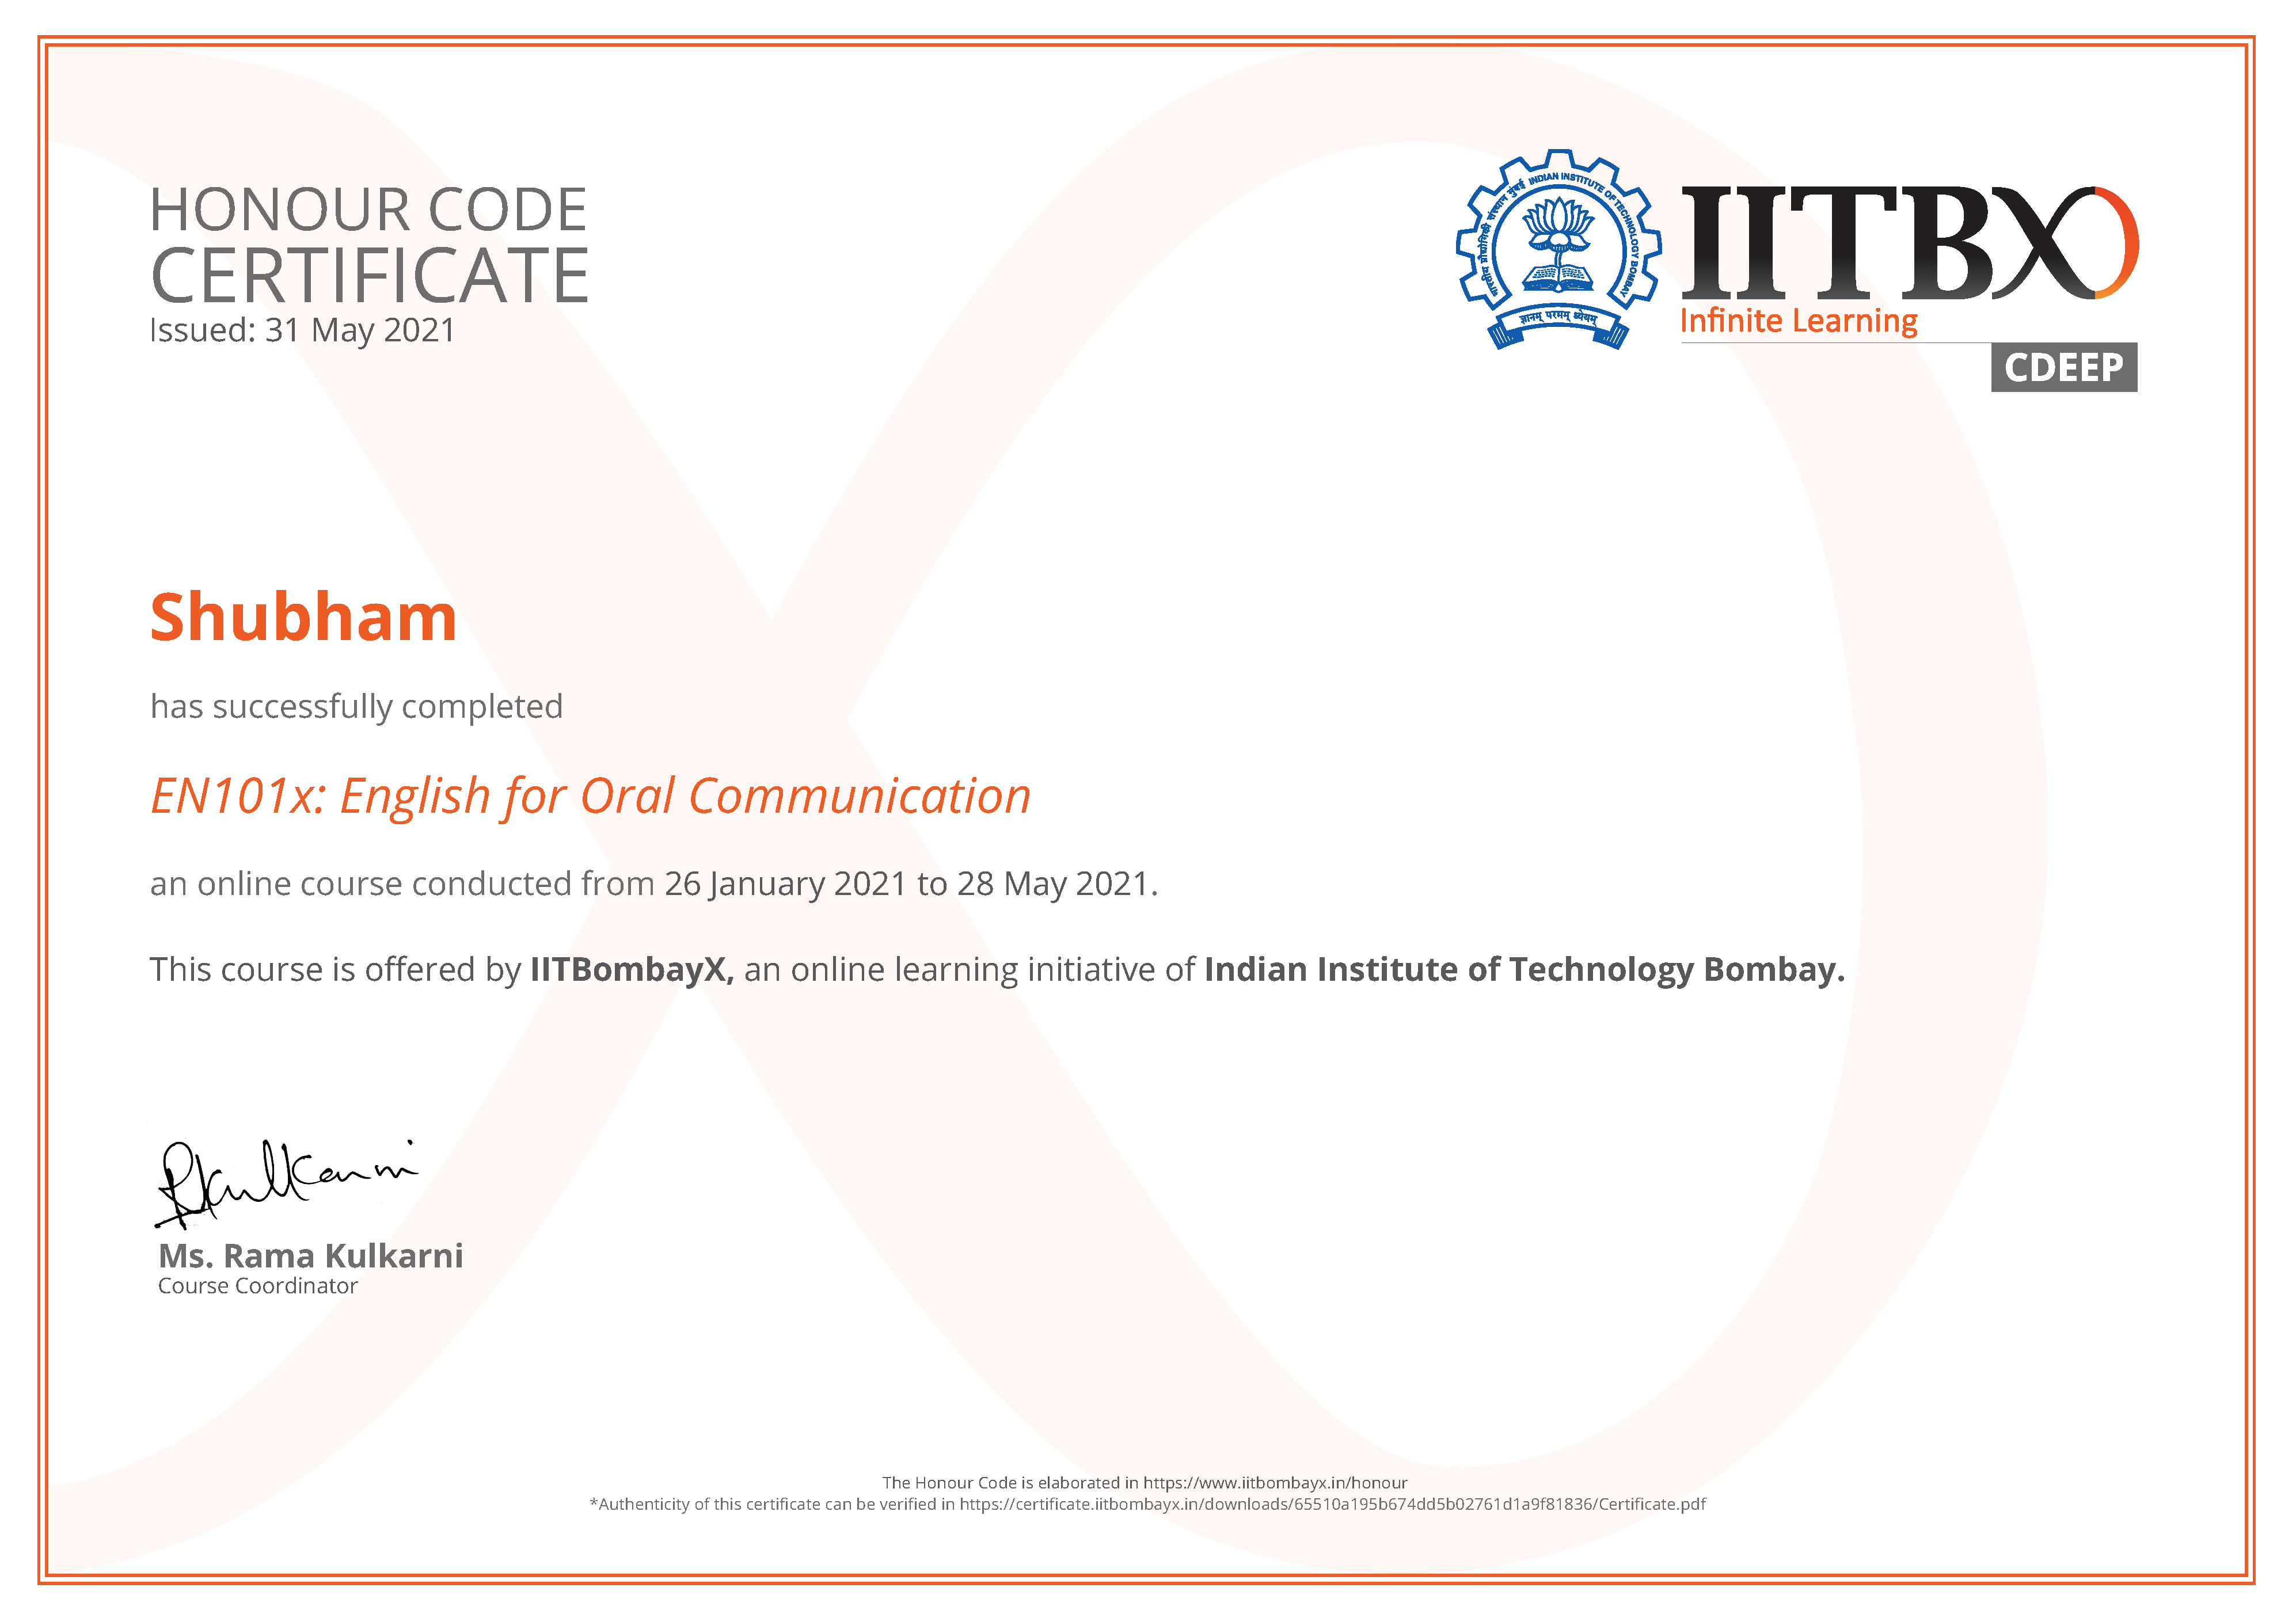 HONOUR CODE
CERTIFICATE
Issued: 31 May 2021
भारतीय प्रौद्योगिकी संस्थान मुंबई INDIAN INSTITUTE OF TECHNOLOGY BOMBAY
ज्ञानम् परमम् ध्येयम्
IITBX
Infinite Learning
CDEEP
Shubham
has successfully completed
EN101x: English for Oral Communication
an online course conducted from 26 January 2021 to 28 May 2021.
This course is offered by IITBombayX, an online learning initiative of Indian Institute of Technology Bombay.
RKulkarni
Ms. Rama Kulkarni
Course Coordinator
The Honour Code is elaborated in https://www.iitbombayx.in/honour
*Authenticity of this certificate can be verified in https://certificate.iitbombayx.in/downloads/65510a195b674dd5b02761d1a9f81836/Certificate.pdf